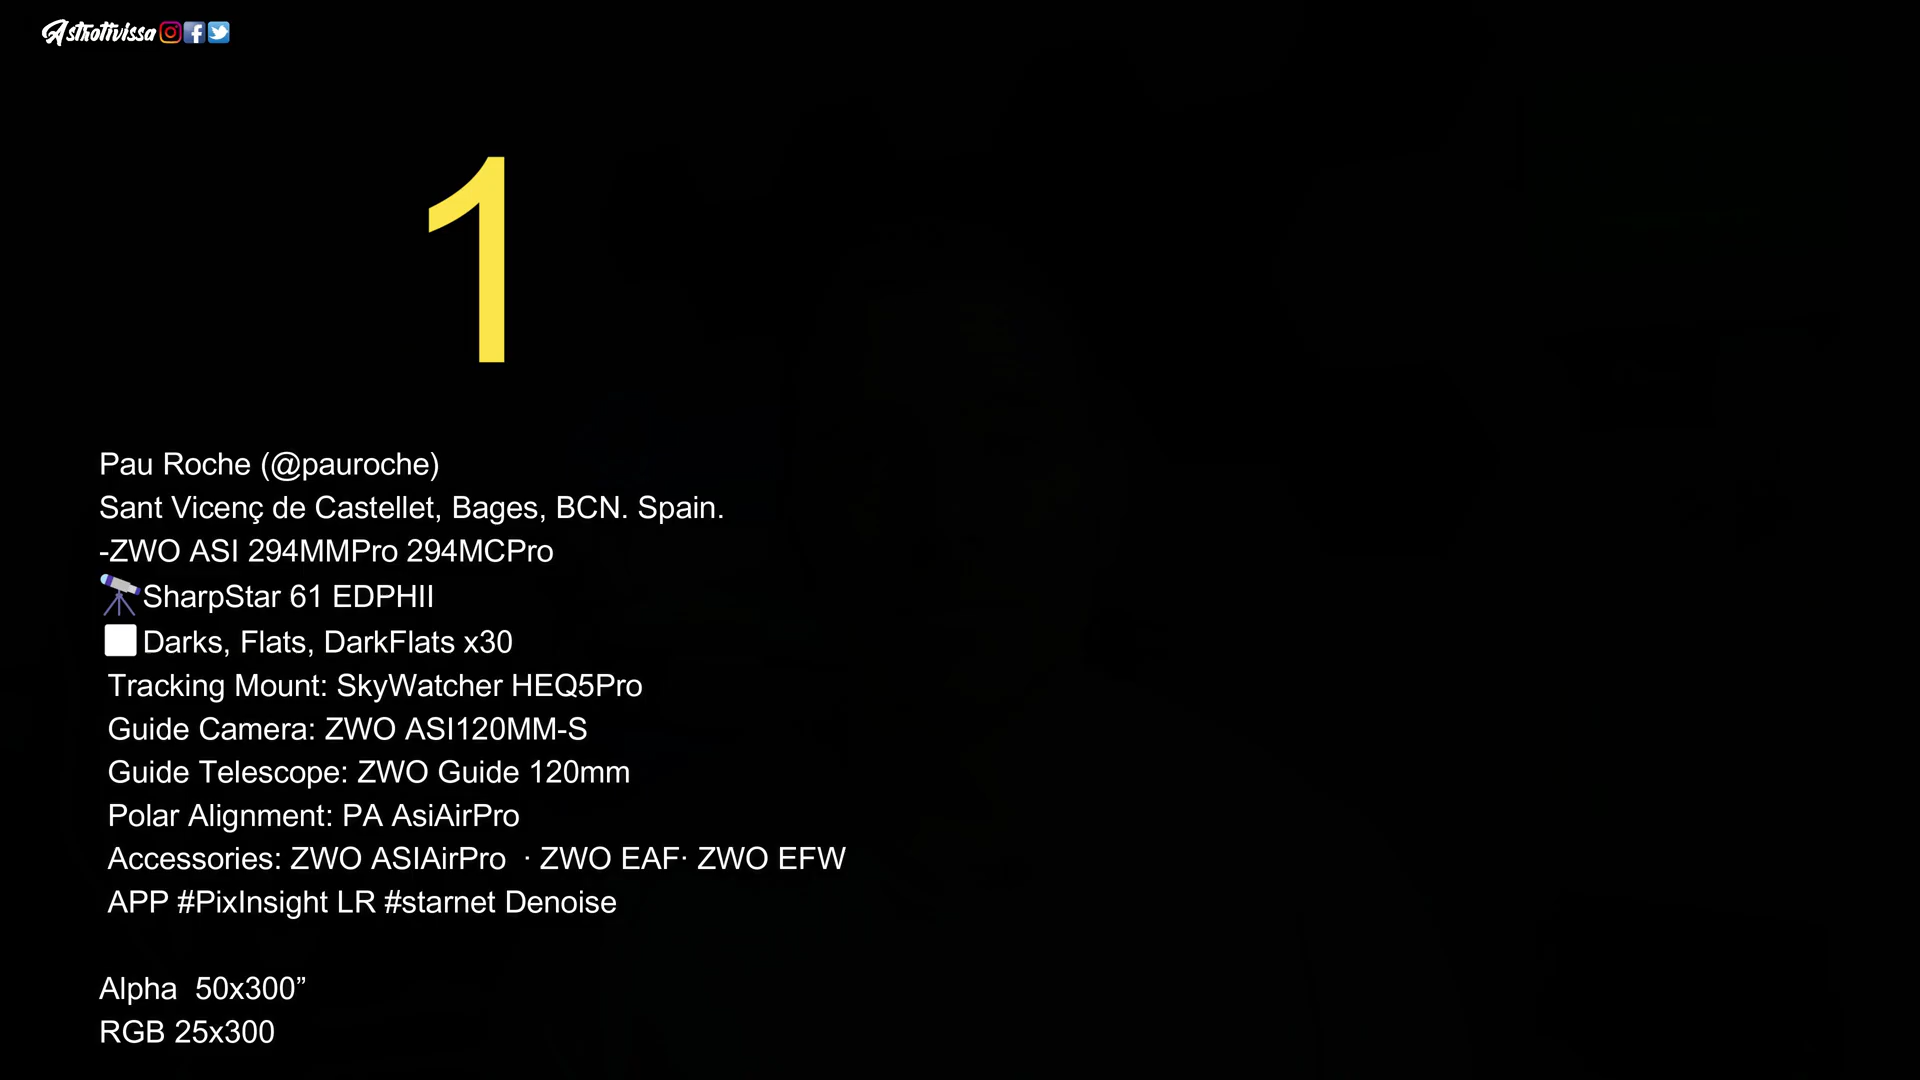 Astrotivissa
1
Pau Roche (@pauroche)
Sant Vicenç de Castellet, Bages, BCN. Spain.
-ZWO ASI 294MMPro 294MCPro
SharpStar 61 EDPHII
Darks, Flats, DarkFlats x30
Tracking Mount: SkyWatcher HEQ5Pro
Guide Camera: ZWO ASI120MM-S
Guide Telescope: ZWO Guide 120mm
Polar Alignment: PA AsiAirPro
Accessories: ZWO ASIAirPro · ZWO EAF· ZWO EFW
APP #PixInsight LR #starnet Denoise
Alpha 50x300”
RGB 25x300